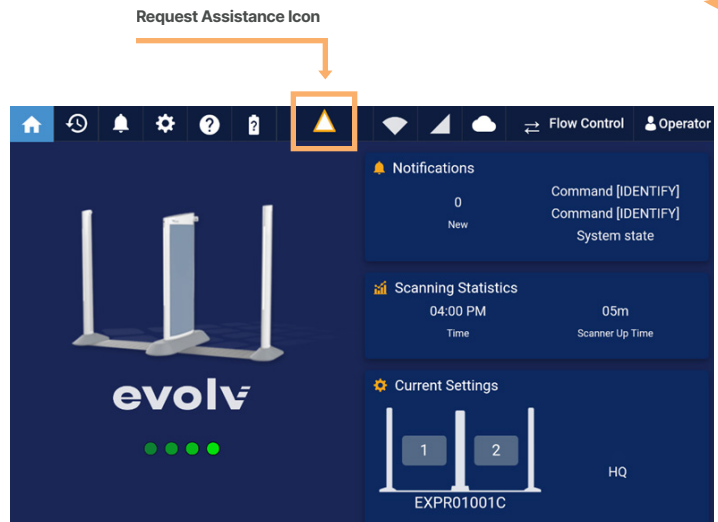 Request Assistance Icon
? ? Flow Control Operator
Notifications
0
New
Command [IDENTIFY]
Command [IDENTIFY]
System state
Scanning Statistics
04:00 PM
Time
05m
Scanner Up Time
evolv
Current Settings
1 2
HQ
EXPR01001C